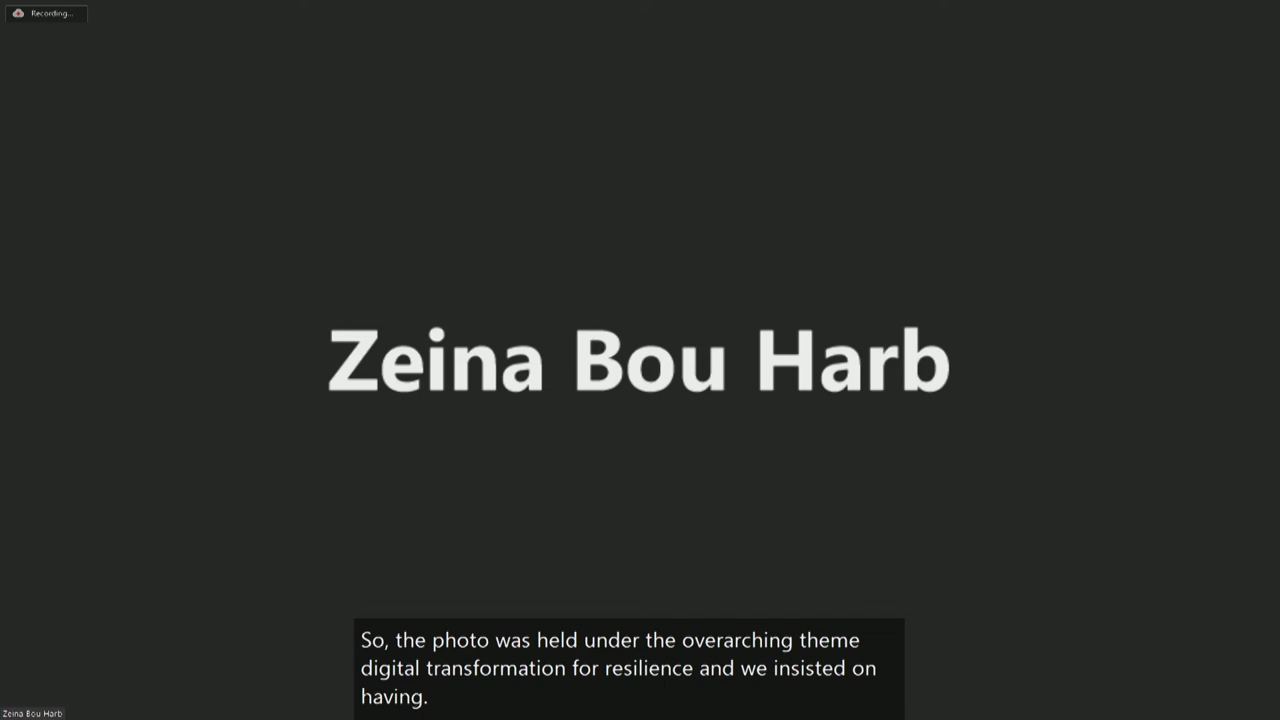 Recording...
Zeina Bou Harb
So, the photo was held under the overarching theme
digital transformation for resilience and we insisted on
having.
Zeina Bou Harb